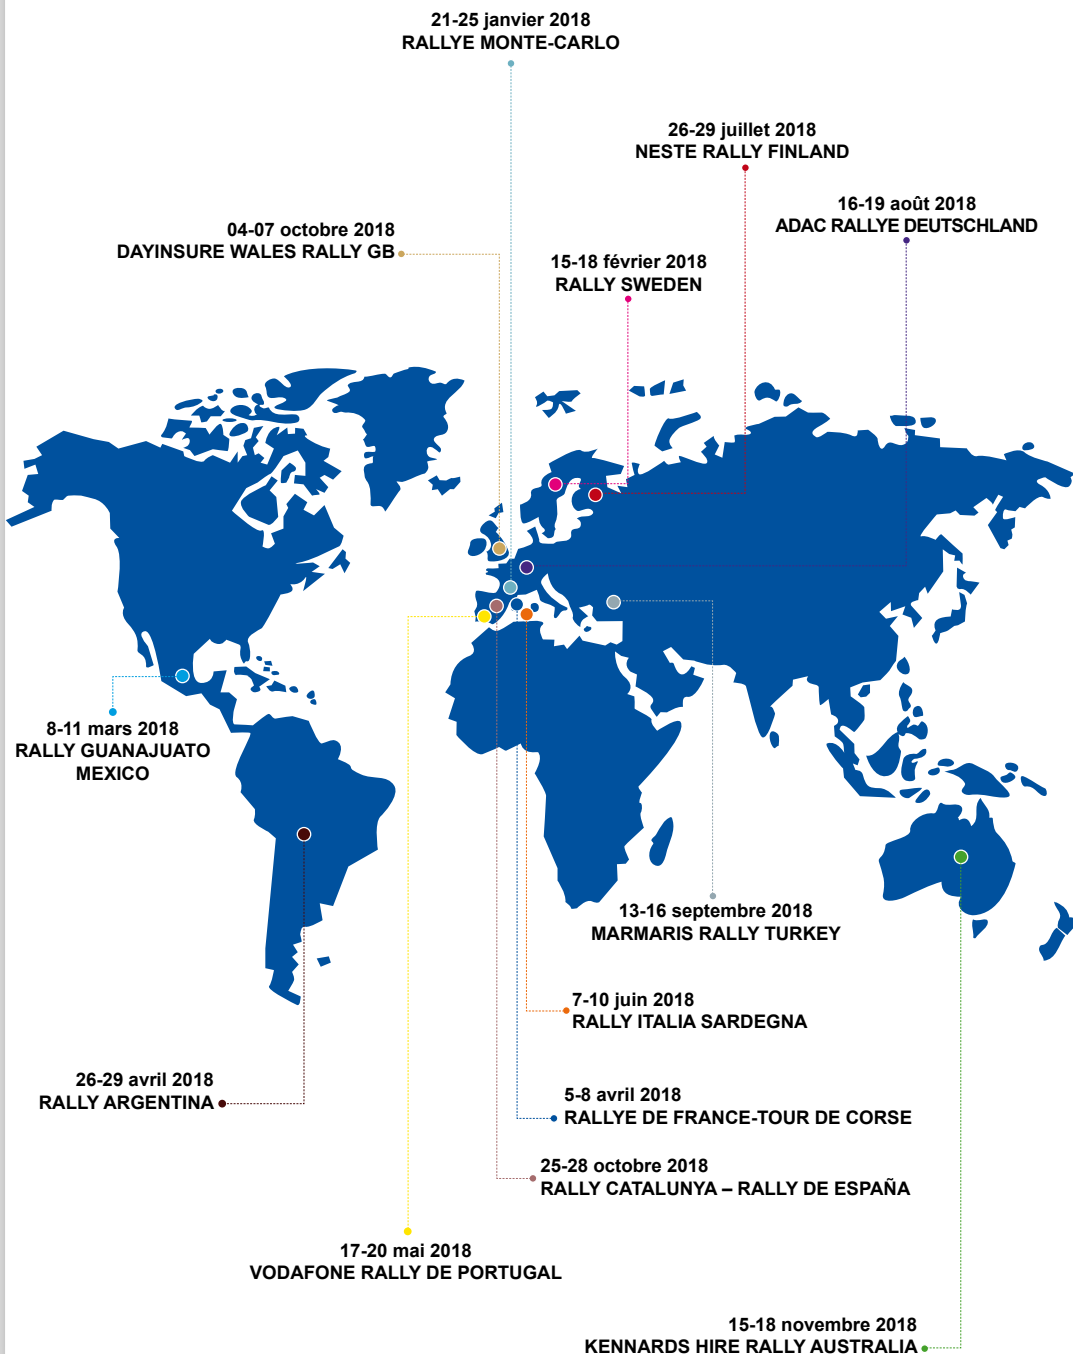 21-25 janvier 2018
RALLYE MONTE-CARLO
26-29 juillet 2018
NESTE RALLY FINLAND
16-19 août 2018
ADAC RALLYE DEUTSCHLAND
04-07 octobre 2018
DAYINSURE WALES RALLY GB
15-18 février 2018
RALLY SWEDEN
8-11 mars 2018
RALLY GUANAJUATO
MEXICO
13-16 septembre 2018
MARMARIS RALLY TURKEY
7-10 juin 2018
RALLY ITALIA SARDEGNA
26-29 avril 2018
RALLY ARGENTINA
5-8 avril 2018
RALLYE DE FRANCE-TOUR DE CORSE
25-28 octobre 2018
RALLY CATALUNYA – RALLY DE ESPAÑA
17-20 mai 2018
VODAFONE RALLY DE PORTUGAL
15-18 novembre 2018
KENNARDS HIRE RALLY AUSTRALIA